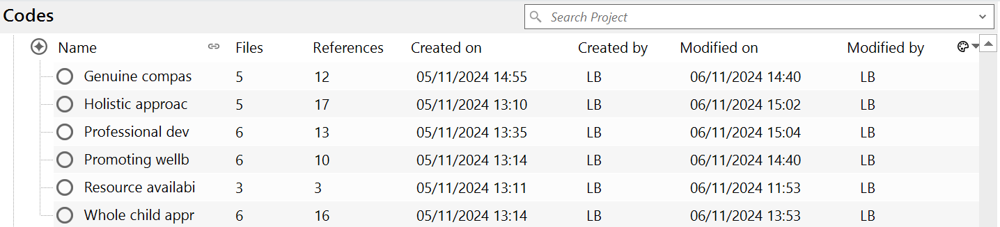 Codes
Search Project
Name Files References Created on Created by Modified on Modified by
Genuine compas 5 12 05/11/2024 14:55 LB 06/11/2024 14:40 LB
Holistic approac 5 17 05/11/2024 13:10 LB 06/11/2024 15:02 LB
Professional dev 6 13 05/11/2024 13:35 LB 06/11/2024 15:04 LB
Promoting wellb 6 10 05/11/2024 13:14 LB 06/11/2024 14:40 LB
Resource availabi 3 3 05/11/2024 13:11 LB 06/11/2024 11:53 LB
Whole child appr 6 16 05/11/2024 13:14 LB 06/11/2024 13:53 LB